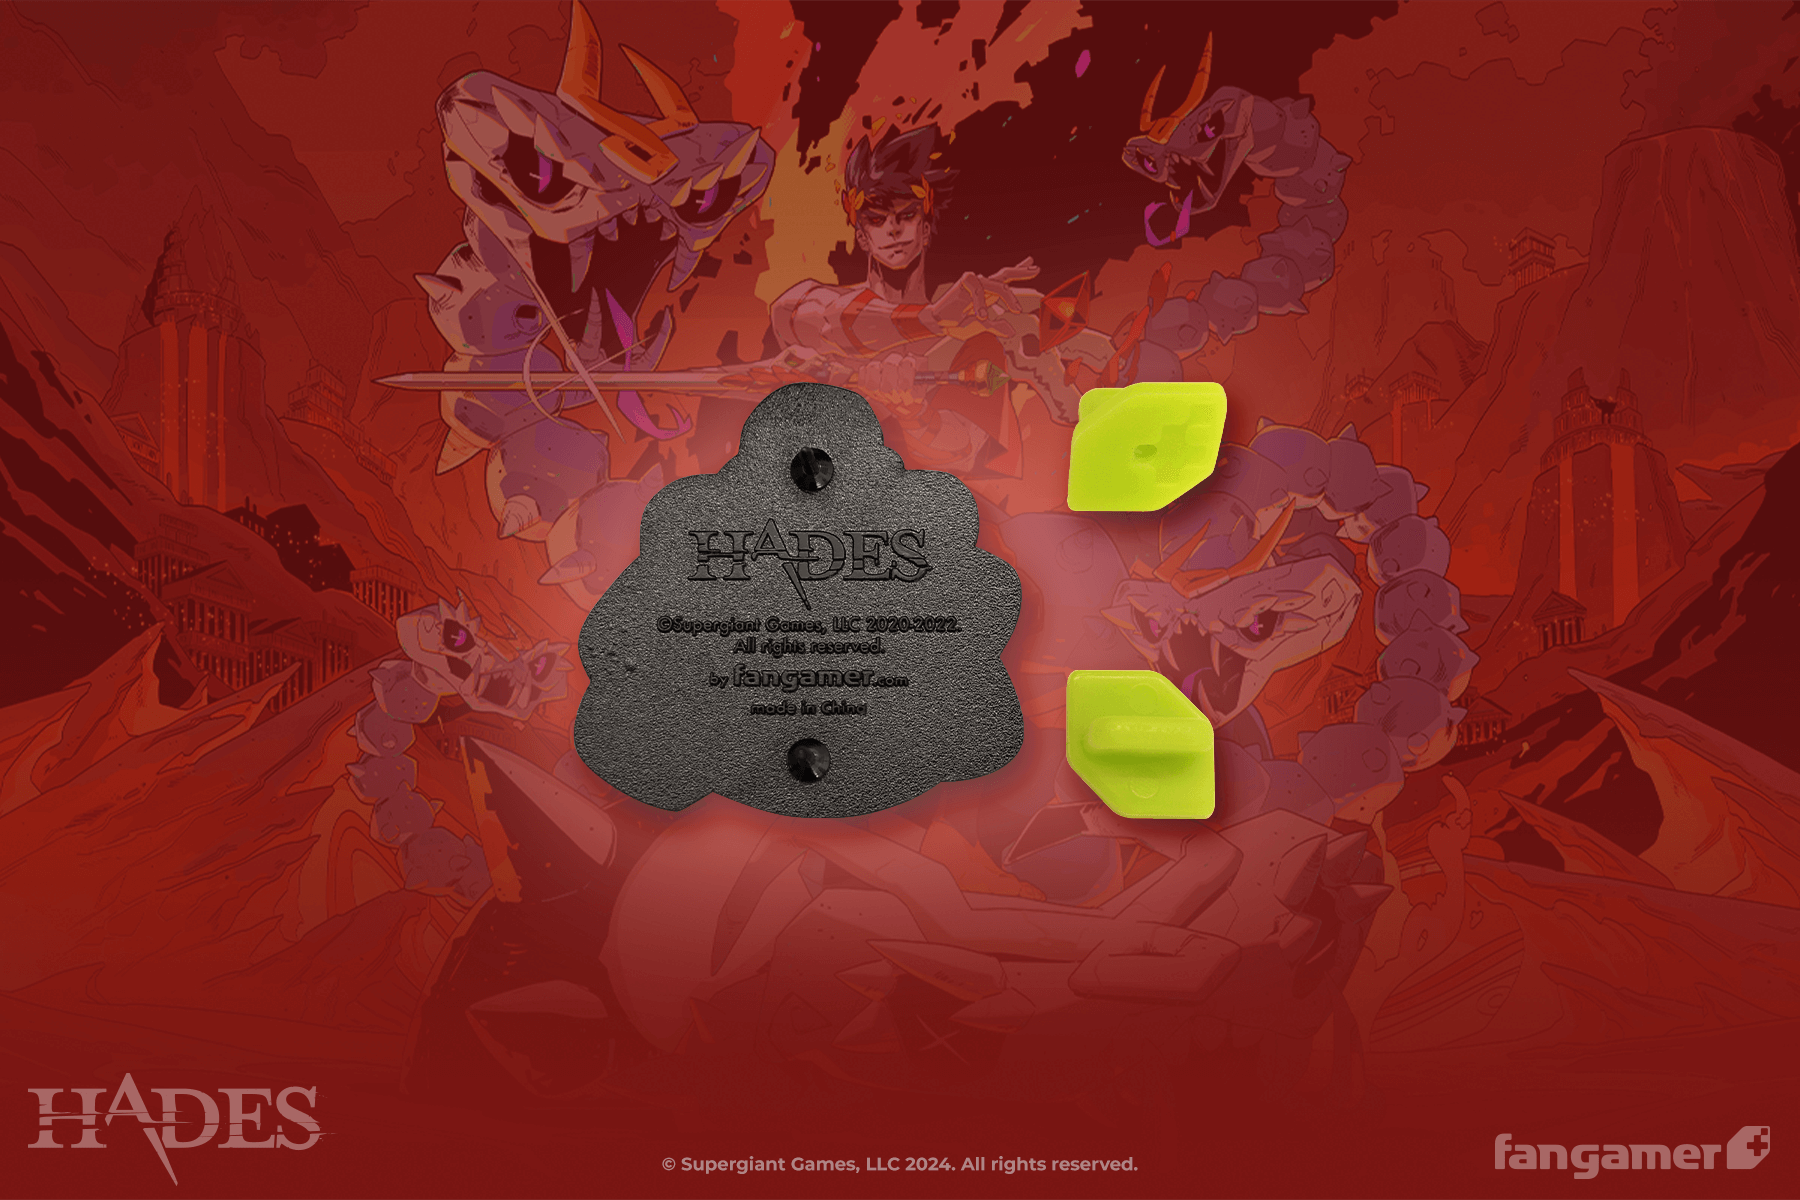 HADES
©Supergiant Games, LLC 2020-2022.
All rights reserved.
by fangamer.com
made in China
HADES
© Supergiant Games, LLC 2024. All rights reserved.
fangamer